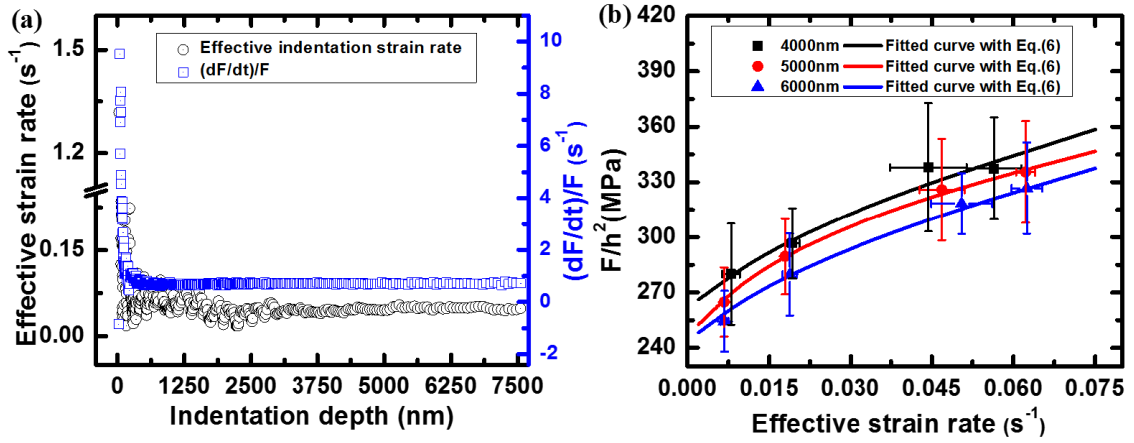 (a)
Effective strain rate (s⁻¹)
1.5
1.2
0.15
0.00
Effective indentation strain rate
(dF/dt)/F
10
8
6
4
2
0
-2
(dF/dt)/F (s⁻¹)
0 1250 2500 3750 5000 6250 7500
Indentation depth (nm)
(b)
F/h²(MPa)
420
390
360
330
300
270
240
4000nm Fitted curve with Eq.(6)
5000nm Fitted curve with Eq.(6)
6000nm Fitted curve with Eq.(6)
0.000 0.015 0.030 0.045 0.060 0.075
Effective strain rate (s⁻¹)